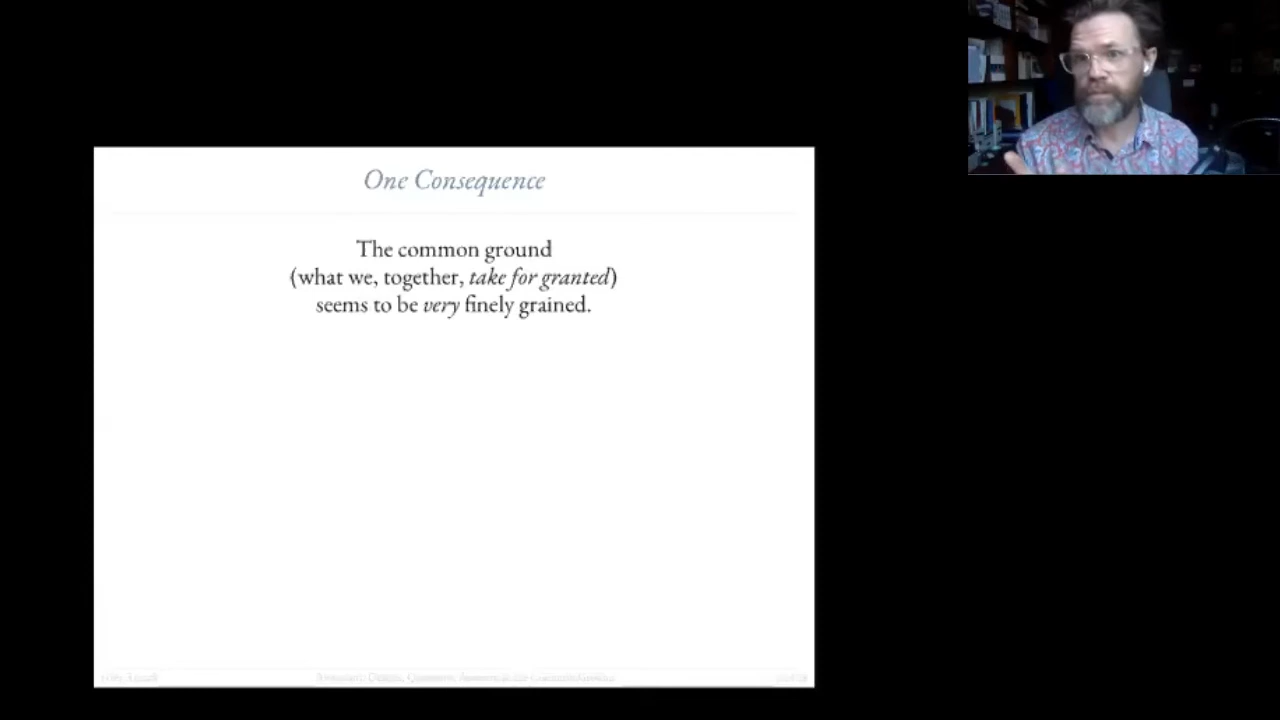 One Consequence
The common ground
(what we, together, take for granted)
seems to be very finely grained.